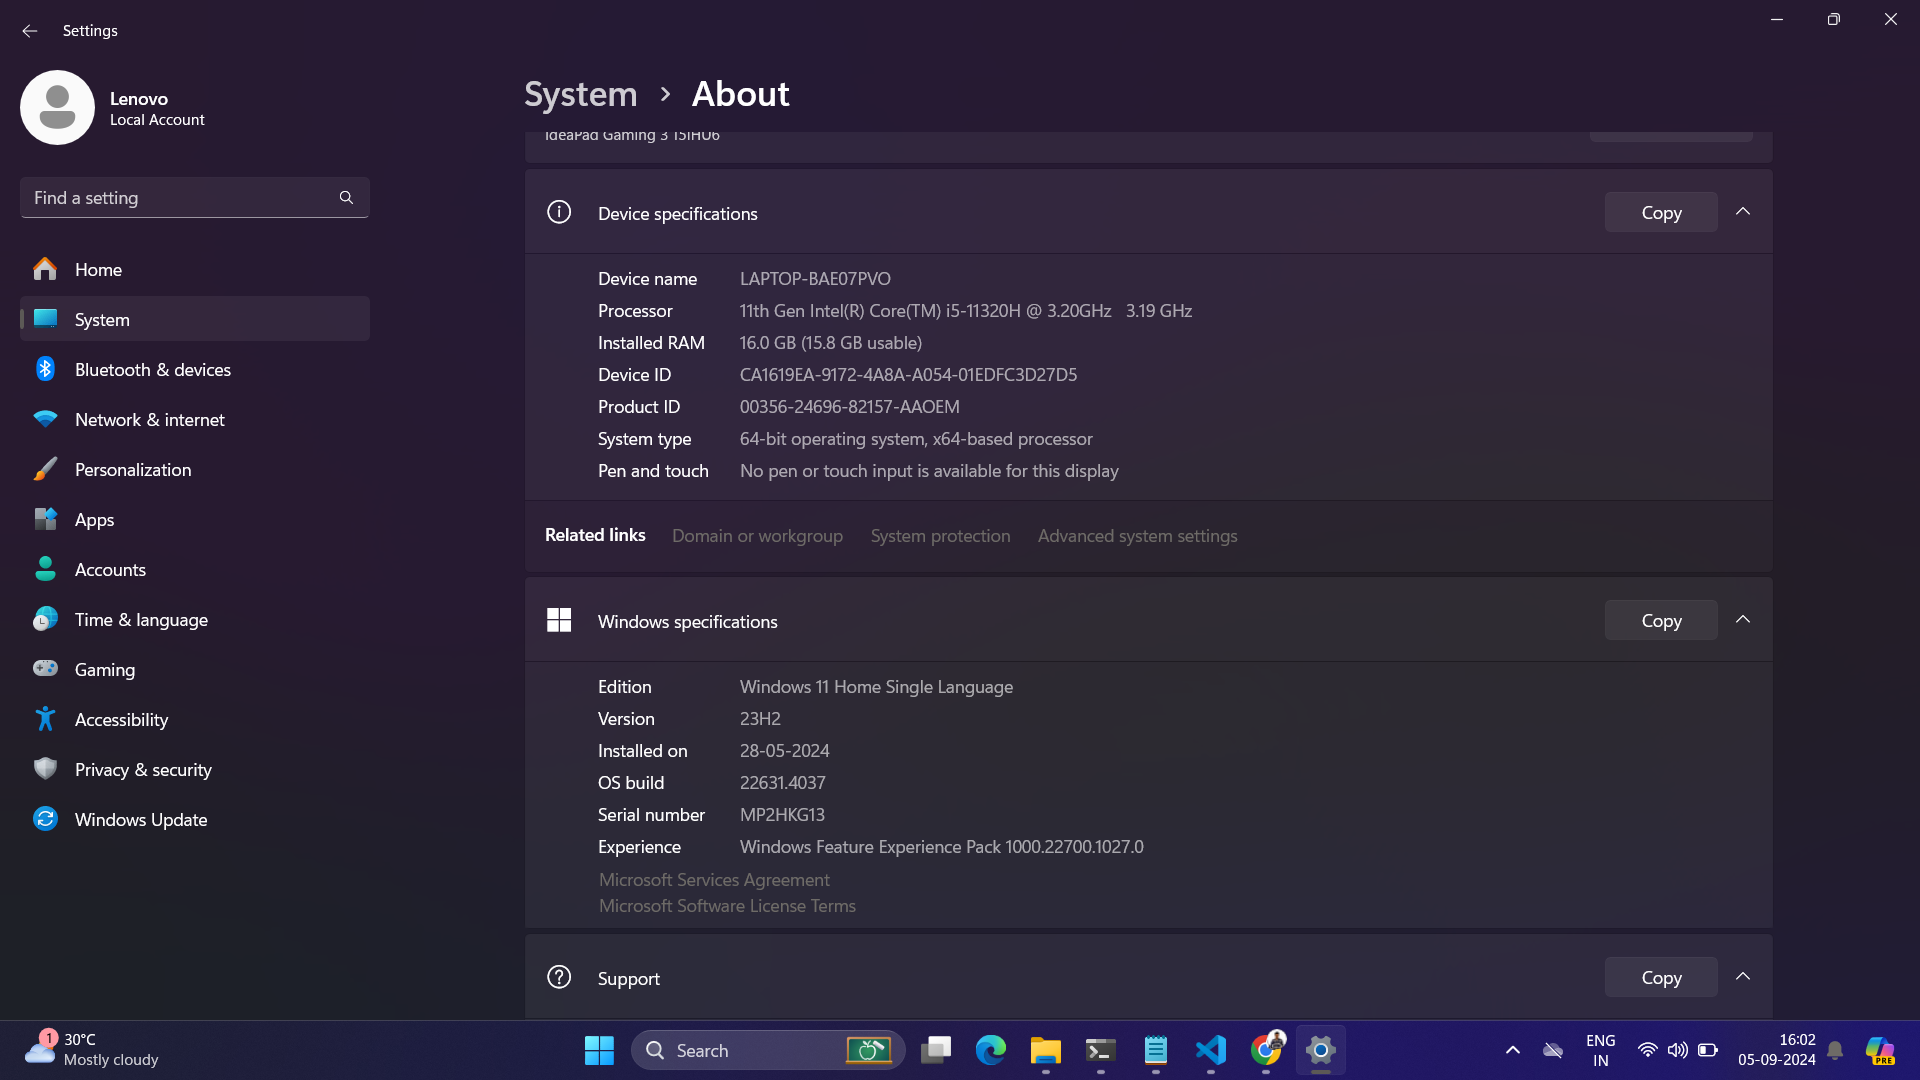 Settings
Lenovo
Local Account
Find a setting
Home
System
Bluetooth & devices
Network & internet
Personalization
Apps
Accounts
Time & language
Gaming
Accessibility
Privacy & security
Windows Update
System > About
IdeaPad Gaming 3 15IHU6
Device specifications
Copy
Device name LAPTOP-BAE07PVO
Processor 11th Gen Intel(R) Core(TM) i5-11320H @ 3.20GHz 3.19 GHz
Installed RAM 16.0 GB (15.8 GB usable)
Device ID CA1619EA-9172-4A8A-A054-01EDFC3D27D5
Product ID 00356-24696-82157-AAOEM
System type 64-bit operating system, x64-based processor
Pen and touch No pen or touch input is available for this display
Related links Domain or workgroup System protection Advanced system settings
Windows specifications
Copy
Edition Windows 11 Home Single Language
Version 23H2
Installed on 28-05-2024
OS build 22631.4037
Serial number MP2HKG13
Experience Windows Feature Experience Pack 1000.22700.1027.0
Microsoft Services Agreement
Microsoft Software License Terms
Support
Copy
1
30°C
Mostly cloudy
Search
ENG
IN
16:02
05-09-2024
PRE